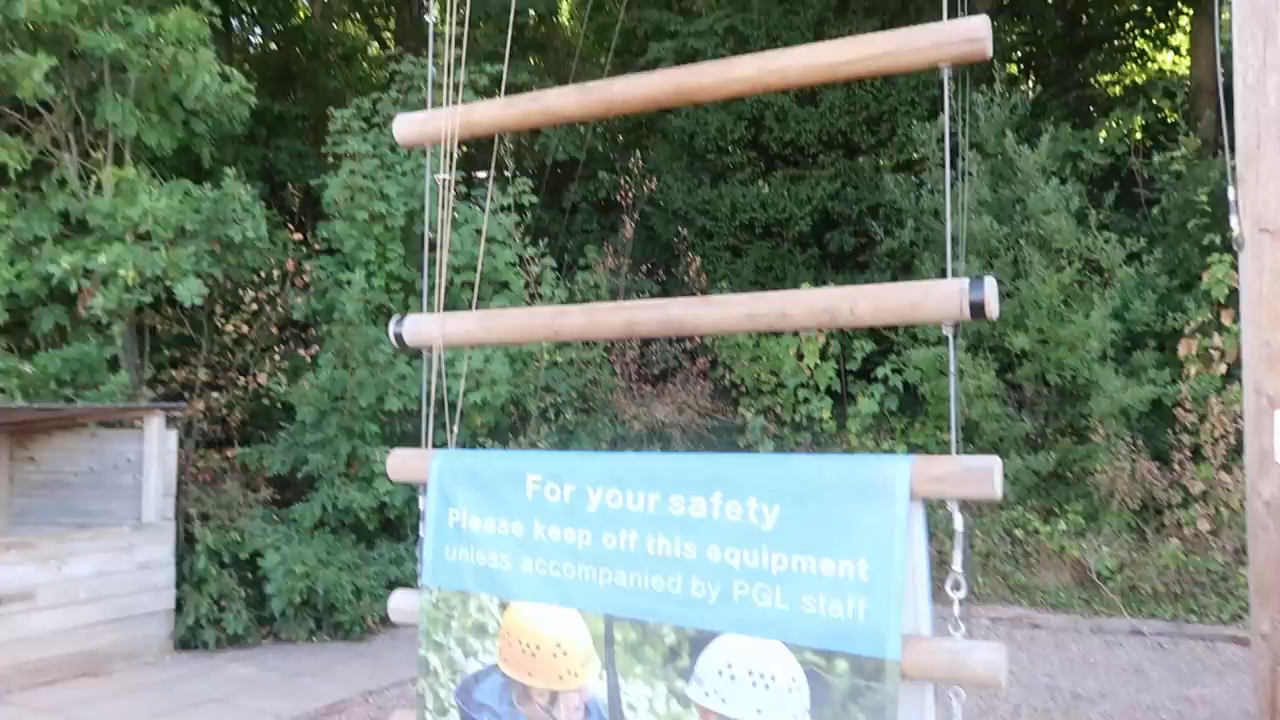 For your safety
Please keep off this equipment
unless accompanied by PGL staff